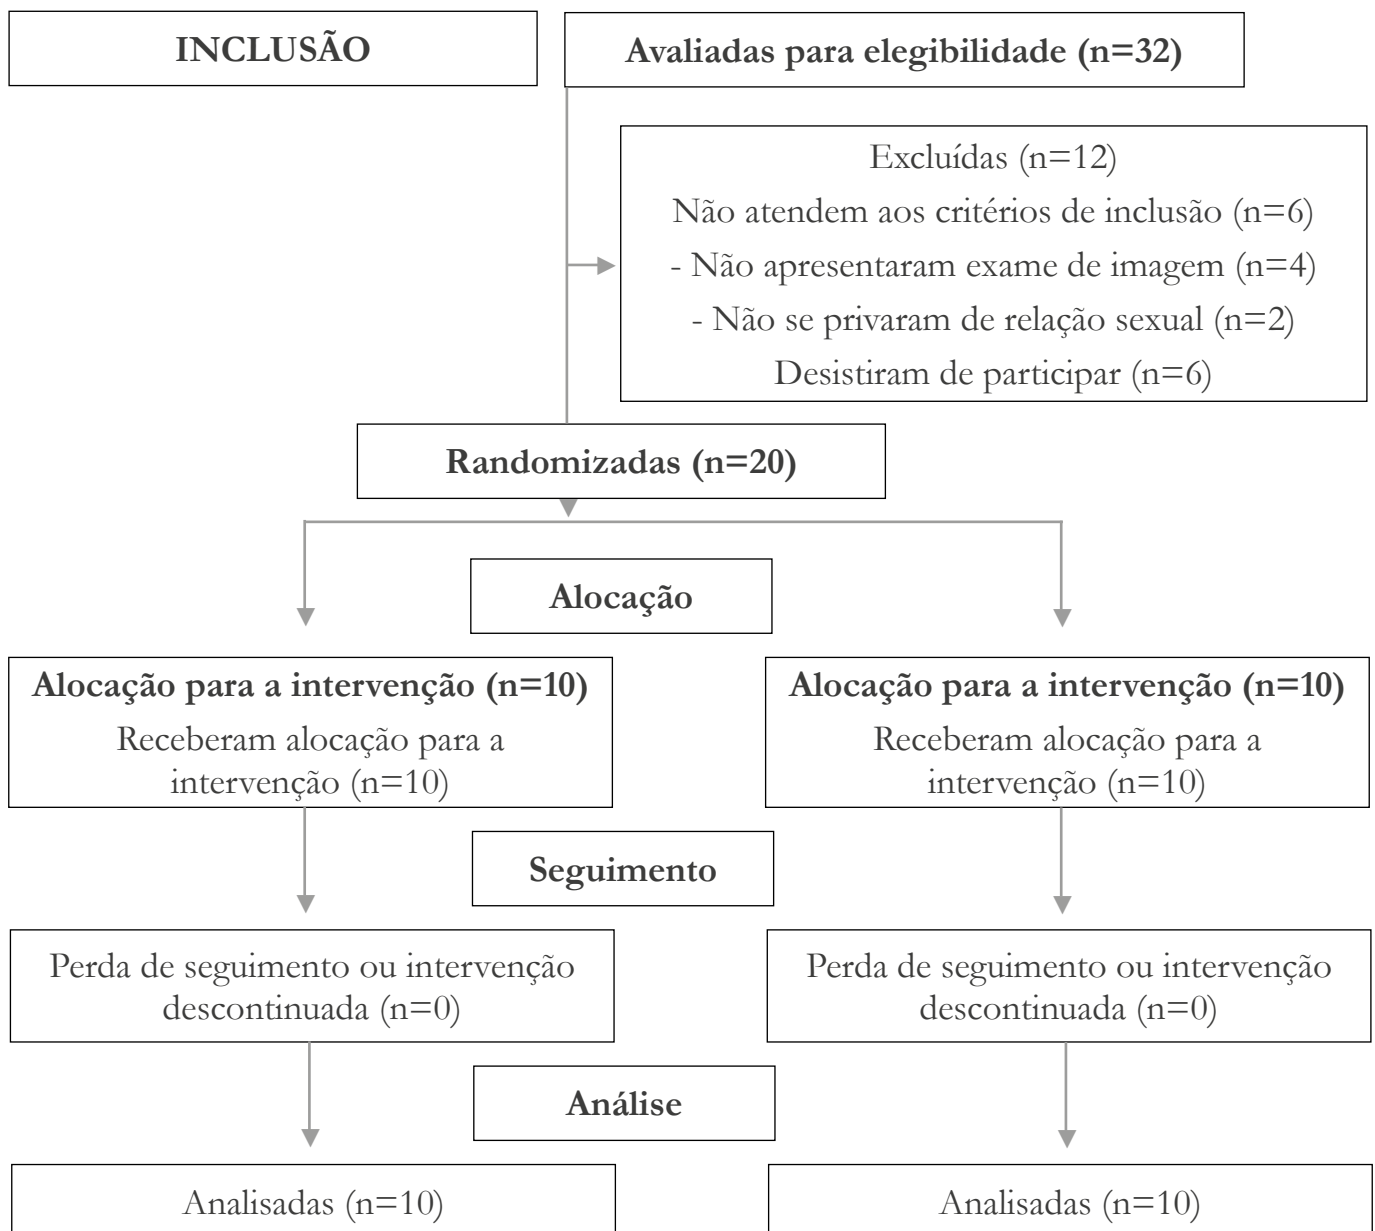 INCLUSÃO
Avaliadas para elegibilidade (n=32)
Excluídas (n=12)
Não atendem aos critérios de inclusão (n=6)
- Não apresentaram exame de imagem (n=4)
- Não se privaram de relação sexual (n=2)
Desistiram de participar (n=6)
Randomizadas (n=20)
Alocação
Alocação para a intervenção (n=10)
Receberam alocação para a
intervenção (n=10)
Alocação para a intervenção (n=10)
Receberam alocação para a
intervenção (n=10)
Seguimento
Perda de seguimento ou intervenção
descontinuada (n=0)
Perda de seguimento ou intervenção
descontinuada (n=0)
Análise
Analisadas (n=10)
Analisadas (n=10)